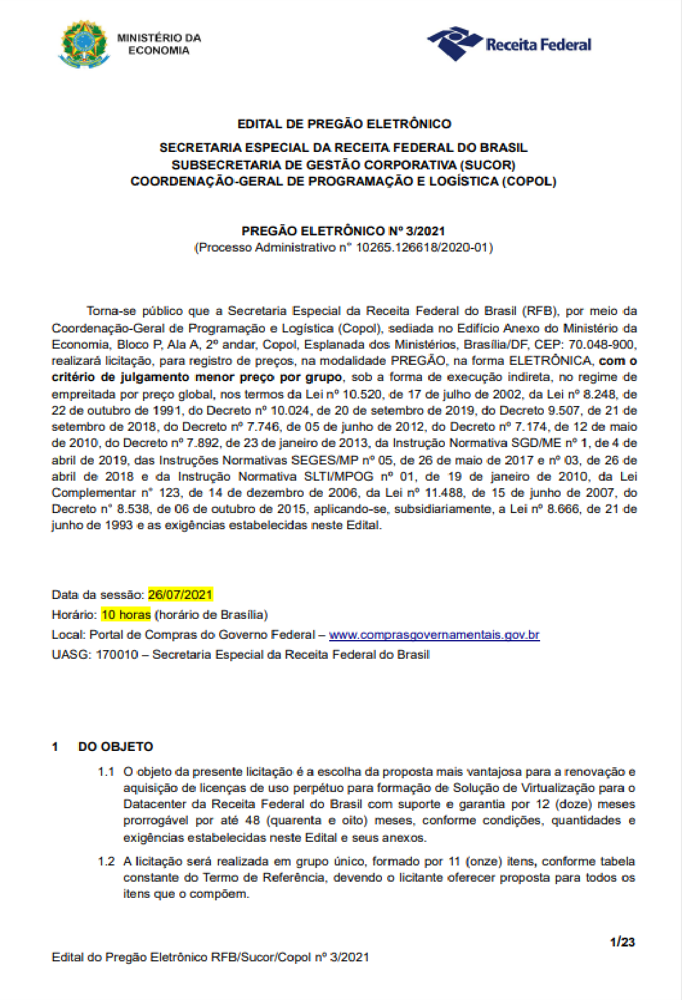 MINISTÉRIO DA
ECONOMIA
Receita Federal
EDITAL DE PREGÃO ELETRÔNICO
SECRETARIA ESPECIAL DA RECEITA FEDERAL DO BRASIL
SUBSECRETARIA DE GESTÃO CORPORATIVA (SUCOR)
COORDENAÇÃO-GERAL DE PROGRAMAÇÃO E LOGÍSTICA (COPOL)
PREGÃO ELETRÔNICO Nº 3/2021
(Processo Administrativo n° 10265.126618/2020-01)
Torna-se público que a Secretaria Especial da Receita Federal do Brasil (RFB), por meio da
Coordenação-Geral de Programação e Logística (Copol), sediada no Edifício Anexo do Ministério da
Economia, Bloco P, Ala A, 2º andar, Copol, Esplanada dos Ministérios, Brasília/DF, CEP: 70.048-900,
realizará licitação, para registro de preços, na modalidade PREGÃO, na forma ELETRÔNICA, com o
critério de julgamento menor preço por grupo, sob a forma de execução indireta, no regime de
empreitada por preço global, nos termos da Lei nº 10.520, de 17 de julho de 2002, da Lei nº 8.248, de
22 de outubro de 1991, do Decreto nº 10.024, de 20 de setembro de 2019, do Decreto 9.507, de 21 de
setembro de 2018, do Decreto nº 7.746, de 05 de junho de 2012, do Decreto nº 7.174, de 12 de maio
de 2010, do Decreto nº 7.892, de 23 de janeiro de 2013, da Instrução Normativa SGD/ME nº 1, de 4 de
abril de 2019, das Instruções Normativas SEGES/MP nº 05, de 26 de maio de 2017 e nº 03, de 26 de
abril de 2018 e da Instrução Normativa SLTI/MPOG nº 01, de 19 de janeiro de 2010, da Lei
Complementar n° 123, de 14 de dezembro de 2006, da Lei nº 11.488, de 15 de junho de 2007, do
Decreto n° 8.538, de 06 de outubro de 2015, aplicando-se, subsidiariamente, a Lei nº 8.666, de 21 de
junho de 1993 e as exigências estabelecidas neste Edital.
Data da sessão: 26/07/2021
Horário: 10 horas (horário de Brasília)
Local: Portal de Compras do Governo Federal – www.comprasgovernamentais.gov.br
UASG: 170010 – Secretaria Especial da Receita Federal do Brasil
1 DO OBJETO
1.1 O objeto da presente licitação é a escolha da proposta mais vantajosa para a renovação e
aquisição de licenças de uso perpétuo para formação de Solução de Virtualização para o
Datacenter da Receita Federal do Brasil com suporte e garantia por 12 (doze) meses
prorrogável por até 48 (quarenta e oito) meses, conforme condições, quantidades e
exigências estabelecidas neste Edital e seus anexos.
1.2 A licitação será realizada em grupo único, formado por 11 (onze) itens, conforme tabela
constante do Termo de Referência, devendo o licitante oferecer proposta para todos os
itens que o compõem.
1/23
Edital do Pregão Eletrônico RFB/Sucor/Copol nº 3/2021